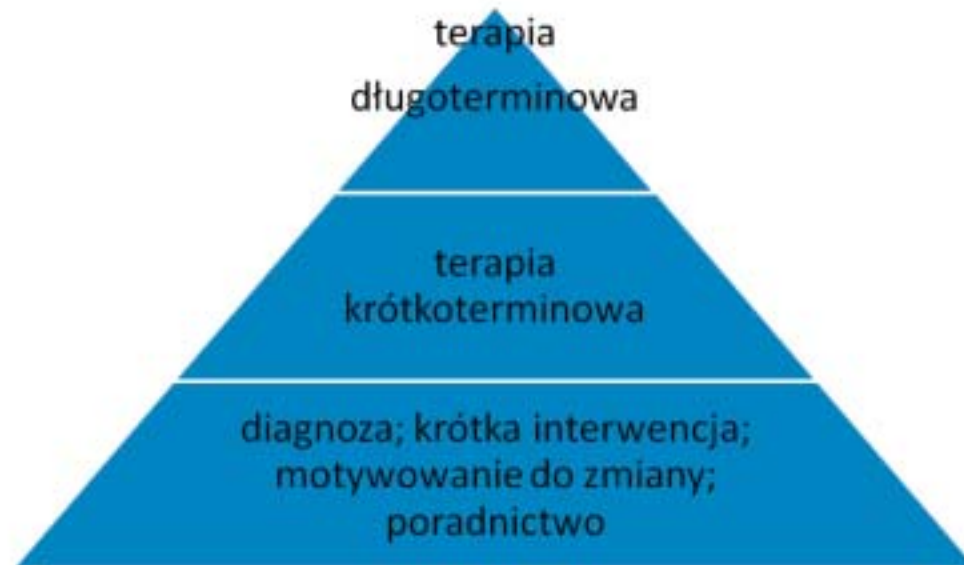 terapia
długoterminowa
terapia
krótkoterminowa
diagnoza; krótka interwencja;
motywowanie do zmiany;
poradnictwo